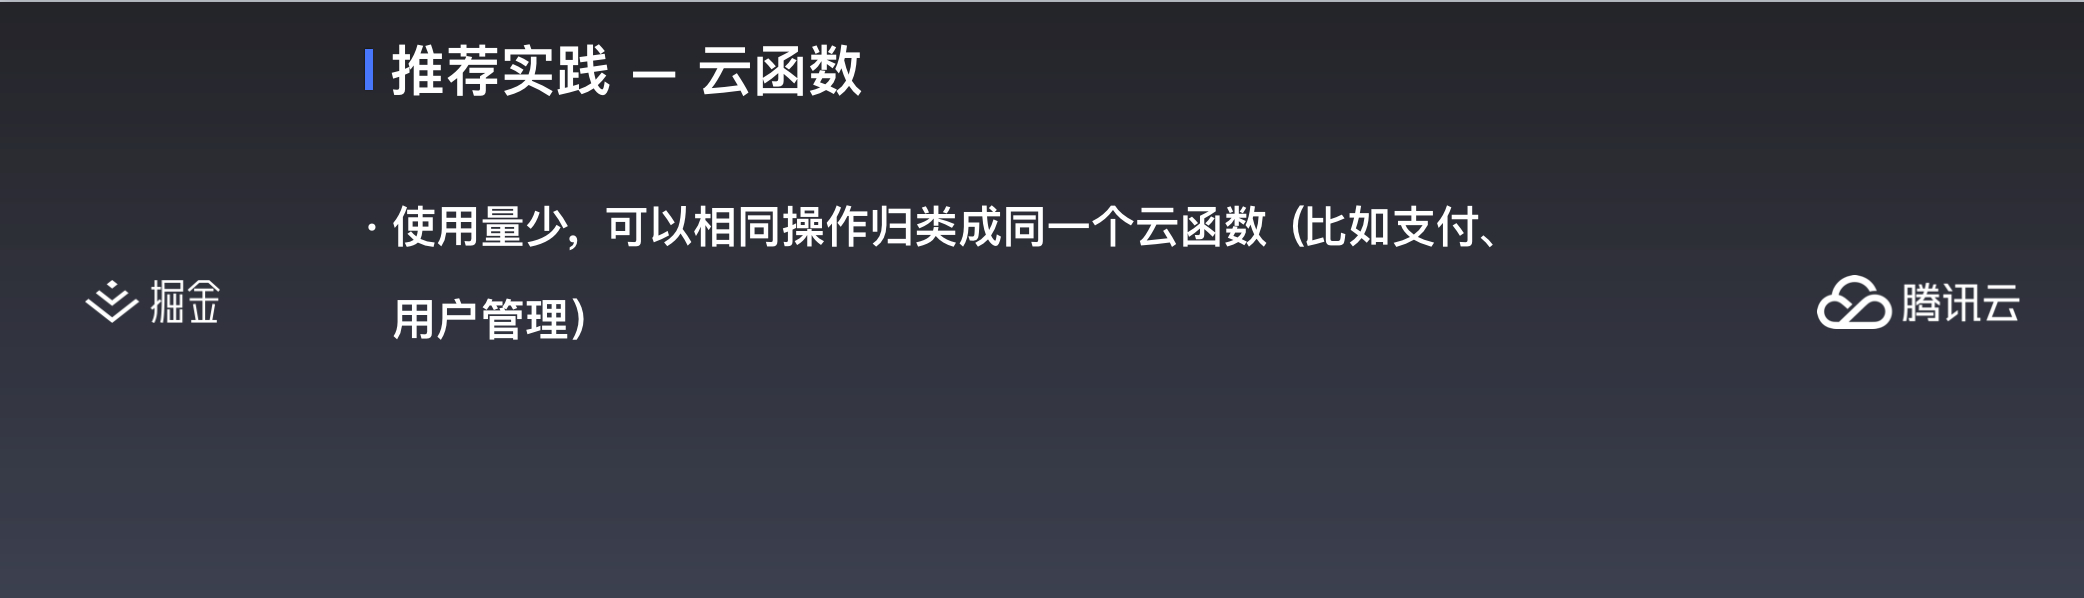 推荐实践 — 云函数
· 使用量少，可以相同操作归类成同一个云函数（比如支付、
用户管理）
掘金
腾讯云